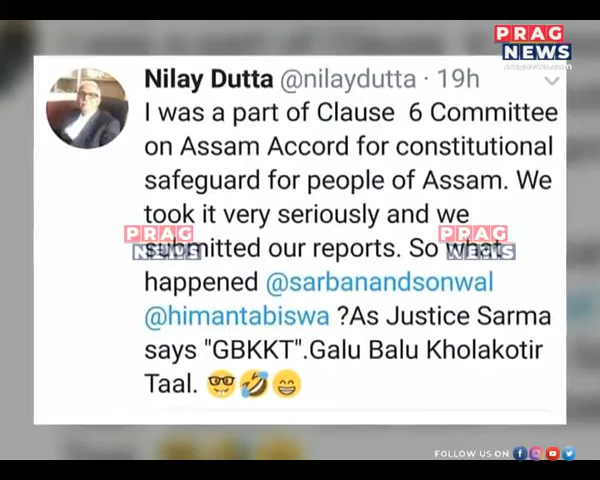 PRAG
NEWS
Nilay Dutta @nilaydutta · 19h
I was a part of Clause 6 Committee
on Assam Accord for constitutional
safeguard for people of Assam. We
took it very seriously and we
submitted our reports. So what
happened @sarbanandsonwal
@himantabiswa ?As Justice Sarma
says "GBKKT".Galu Balu Kholakotir
Taal. 🤓🤣😁
PRAG
NEWS
PRAG
NEWS
FOLLOW US ON